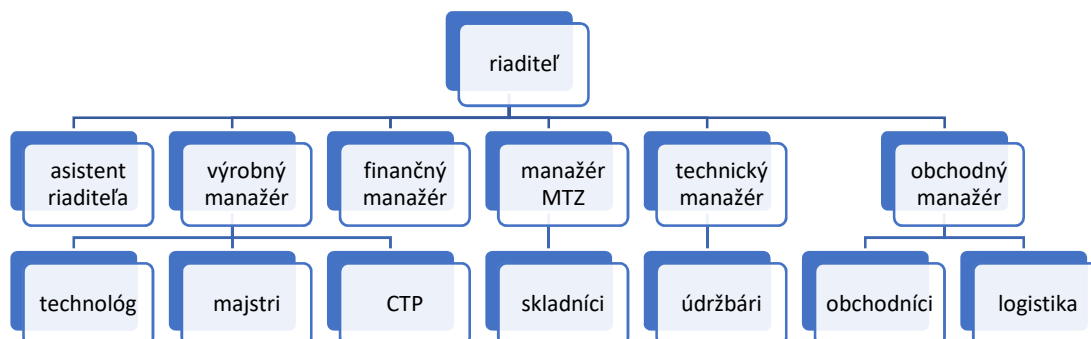 riaditeľ
asistent
riaditeľa
výrobný
manažér
finančný
manažér
manažér
MTZ
technický
manažér
obchodný
manažér
technológ
majstri
CTP
skladníci
údržbári
obchodníci
logistika